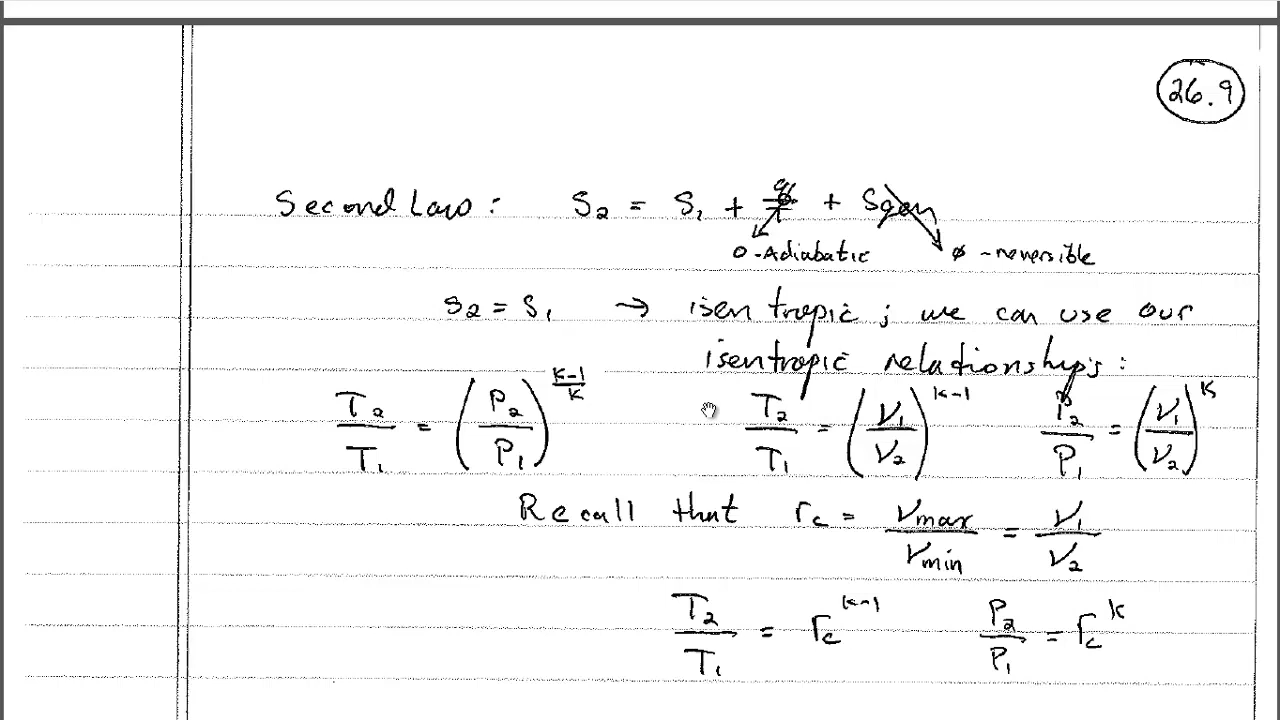 26.9
Second Law: S₂ = S₁ + q/T + Sgen
0 - Adiabatic ∅ - reversible
S₂ = S₁ → isentropic ; we can use our
isentropic relationships:
T₂/T₁ = (P₂/P₁)^((k-1)/k) T₂/T₁ = (V₁/V₂)^(k-1) P₂/P₁ = (V₁/V₂)^k
Recall that rc = Vmax/Vmin = V₁/V₂
T₂/T₁ = rc^(k-1) P₂/P₁ = rc^k